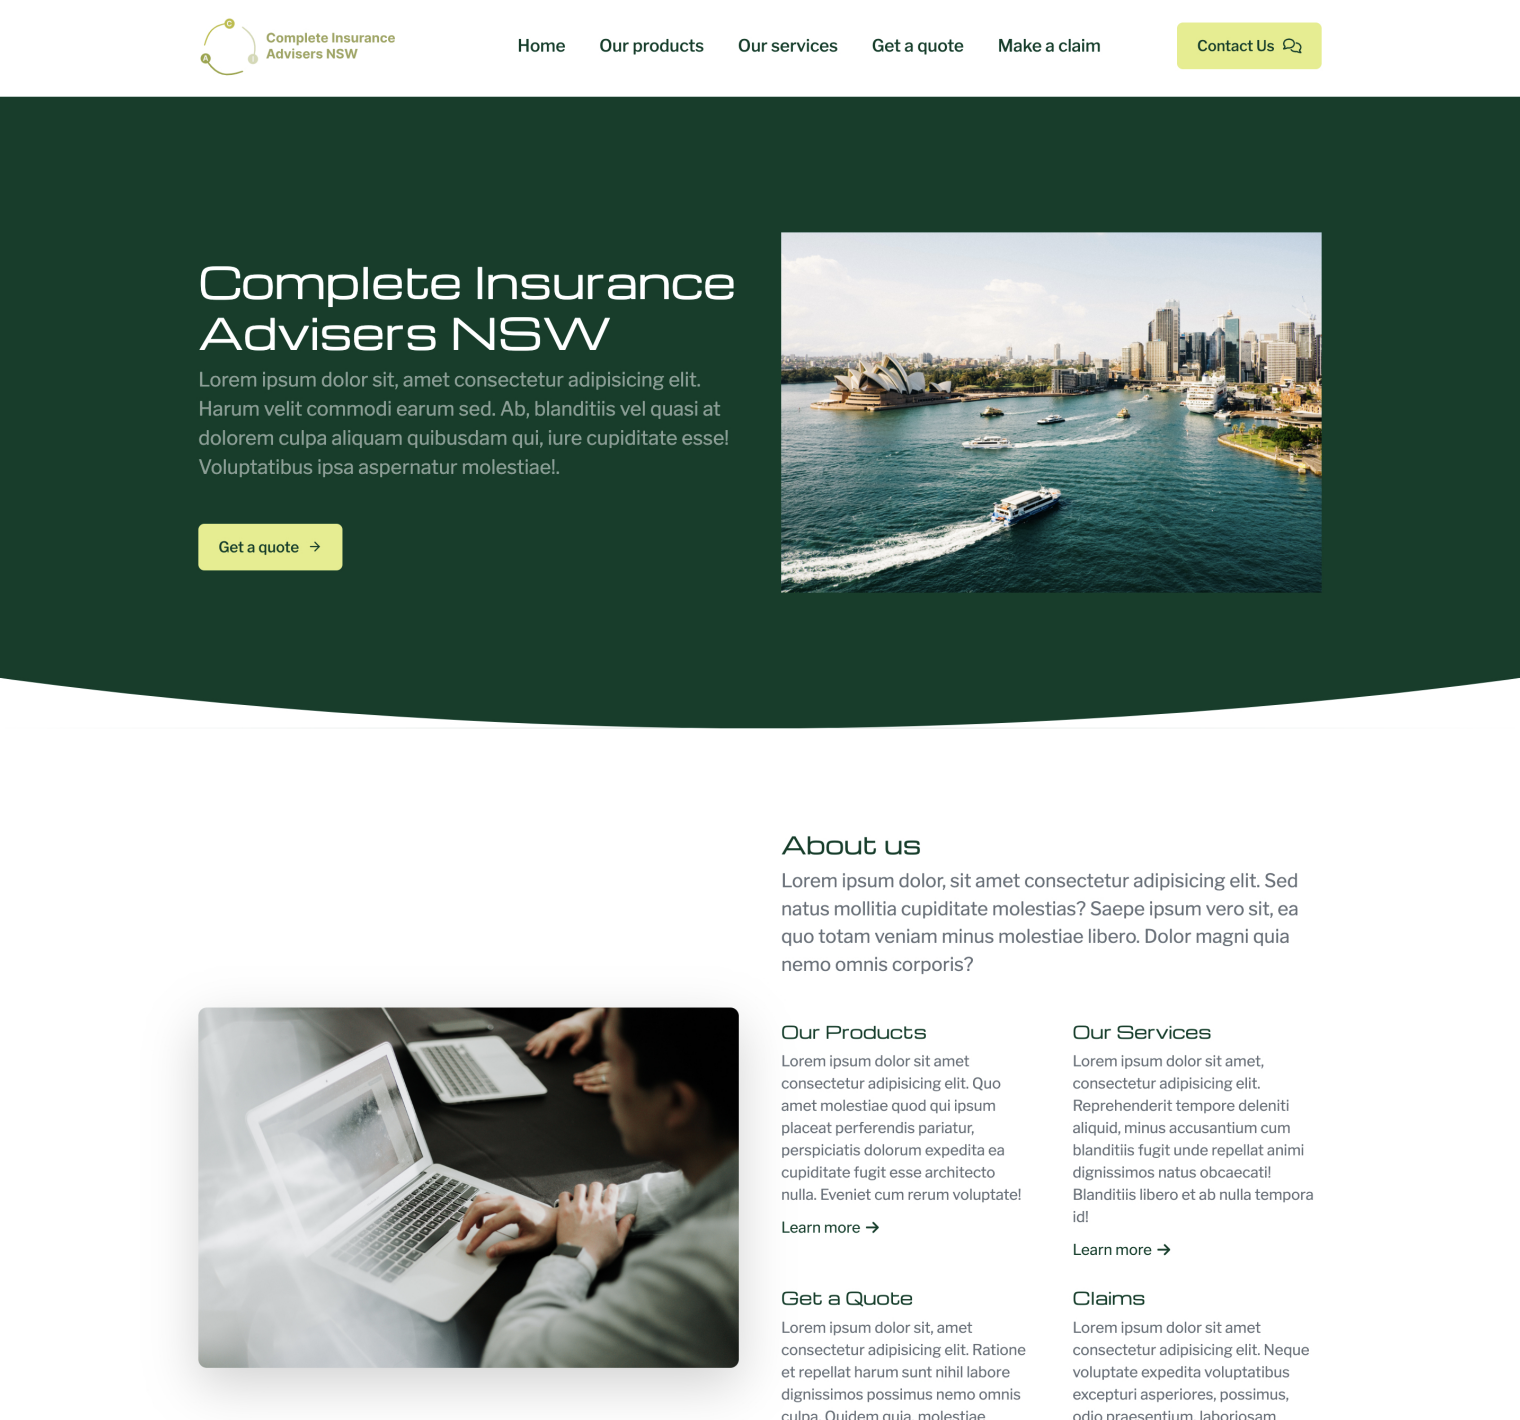 C
A
Complete Insurance
Advisers NSW
Home
Our products
Our services
Get a quote
Make a claim
Contact Us
Complete Insurance
Advisers NSW
Lorem ipsum dolor sit, amet consectetur adipisicing elit.
Harum velit commodi earum sed. Ab, blanditiis vel quasi at
dolorem culpa aliquam quibusdam qui, iure cupiditate esse!
Voluptatibus ipsa aspernatur molestiae!.
Get a quote
About us
Lorem ipsum dolor, sit amet consectetur adipisicing elit. Sed
natus mollitia cupiditate molestias? Saepe ipsum vero sit, ea
quo totam veniam minus molestiae libero. Dolor magni quia
nemo omnis corporis?
Our Products
Lorem ipsum dolor sit amet
consectetur adipisicing elit. Quo
amet molestiae quod qui ipsum
placeat perferendis pariatur,
perspiciatis dolorum expedita ea
cupiditate fugit esse architecto
nulla. Eveniet cum rerum voluptate!
Learn more
Our Services
Lorem ipsum dolor sit amet,
consectetur adipisicing elit.
Reprehenderit tempore deleniti
aliquid, minus accusantium cum
blanditiis fugit unde repellat animi
dignissimos natus obcaecati!
Blanditiis libero et ab nulla tempora
id!
Learn more
Get a Quote
Lorem ipsum dolor sit, amet
consectetur adipisicing elit. Ratione
et repellat harum sunt nihil labore
dignissimos possimus nemo omnis
culpa. Quidem quia, molestiae
Claims
Lorem ipsum dolor sit amet
consectetur adipisicing elit. Neque
voluptate expedita voluptatibus
excepturi asperiores, possimus,
odio praesentium, laboriosam